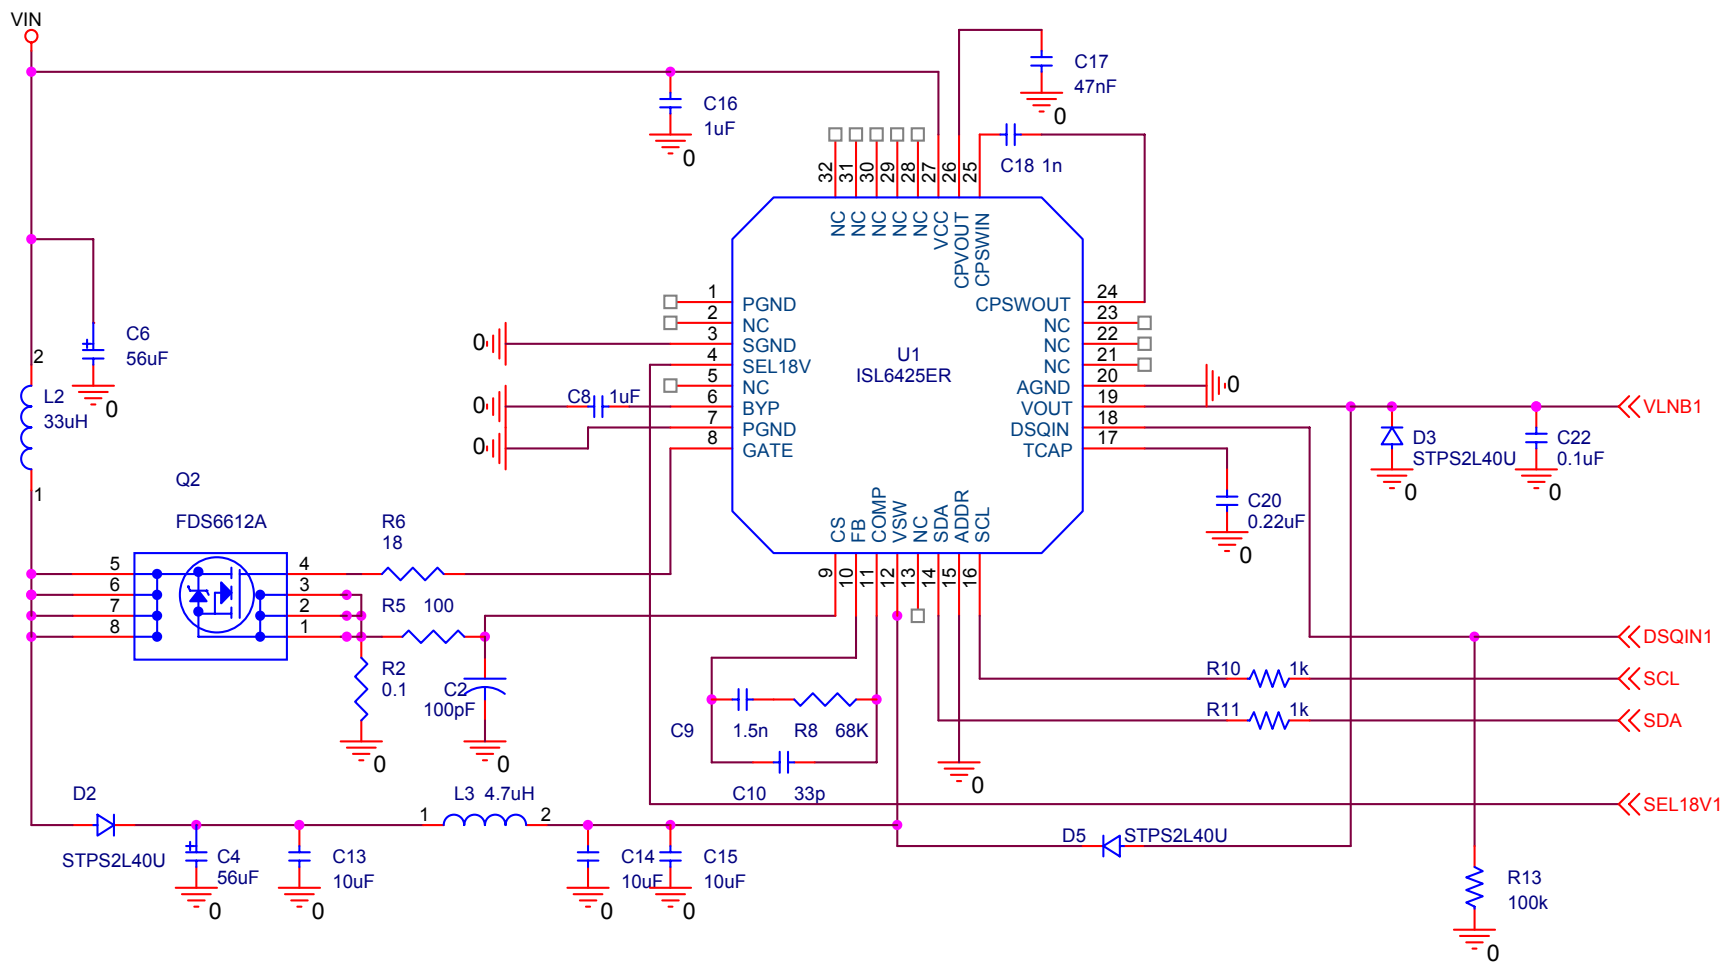 VIN
C17
47nF
0
C16
1uF
0
C18 1n
32
31
30
29
28
27
26
25
NC
NC
NC
NC
NC
VCC
CPVOUT
CPSWIN
1
PGND
2
NC
3
SGND
4
SEL18V
5
NC
6
BYP
7
PGND
8
GATE
U1
ISL6425ER
CPSWOUT
24
NC
23
NC
22
NC
21
AGND
20
VOUT
19
DSQIN
18
TCAP
17
0
0
C8
1uF
0
0
0
VLNB1
C6
56uF
0
2
L2
33uH
1
D3
STPS2L40U
0
C22
0.1uF
0
C20
0.22uF
0
CS
FB
COMP
VSW
NC
SDA
ADDR
SCL
9
10
11
12
13
14
15
16
Q2
FDS6612A
R6
18
5
6
7
8
4
3
2
1
R5
100
R2
0.1
0
C2
100pF
0
C9
1.5n
R8
68K
C10
33p
0
DSQIN1
R10
1k
SCL
R11
1k
SDA
SEL18V1
D2
STPS2L40U
C4
56uF
0
C13
10uF
0
1
L3
4.7uH
2
C14
10uF
0
C15
10uF
0
D5
STPS2L40U
R13
100k
0